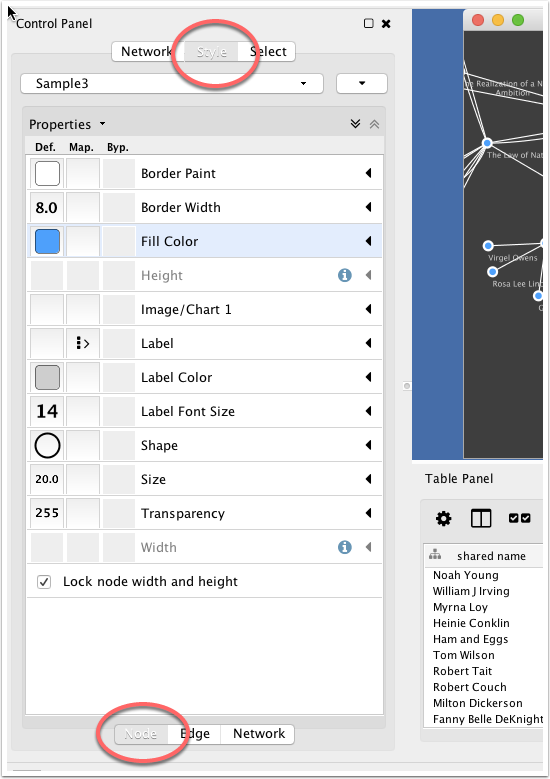 Control Panel
Network Style Select
Sample3
Properties
Def. Map. Byp.
Border Paint
8.0 Border Width
Fill Color
Height
Image/Chart 1
Label
Label Color
14 Label Font Size
Shape
20.0 Size
255 Transparency
Width
Lock node width and height
Node Edge Network
The Realization of a N
Ambition
The Law of Nat
Virgel Owens
Rosa Lee Lind
Table Panel
shared name
Noah Young
William J Irving
Myrna Loy
Heinie Conklin
Ham and Eggs
Tom Wilson
Robert Tait
Robert Couch
Milton Dickerson
Fanny Belle DeKnight